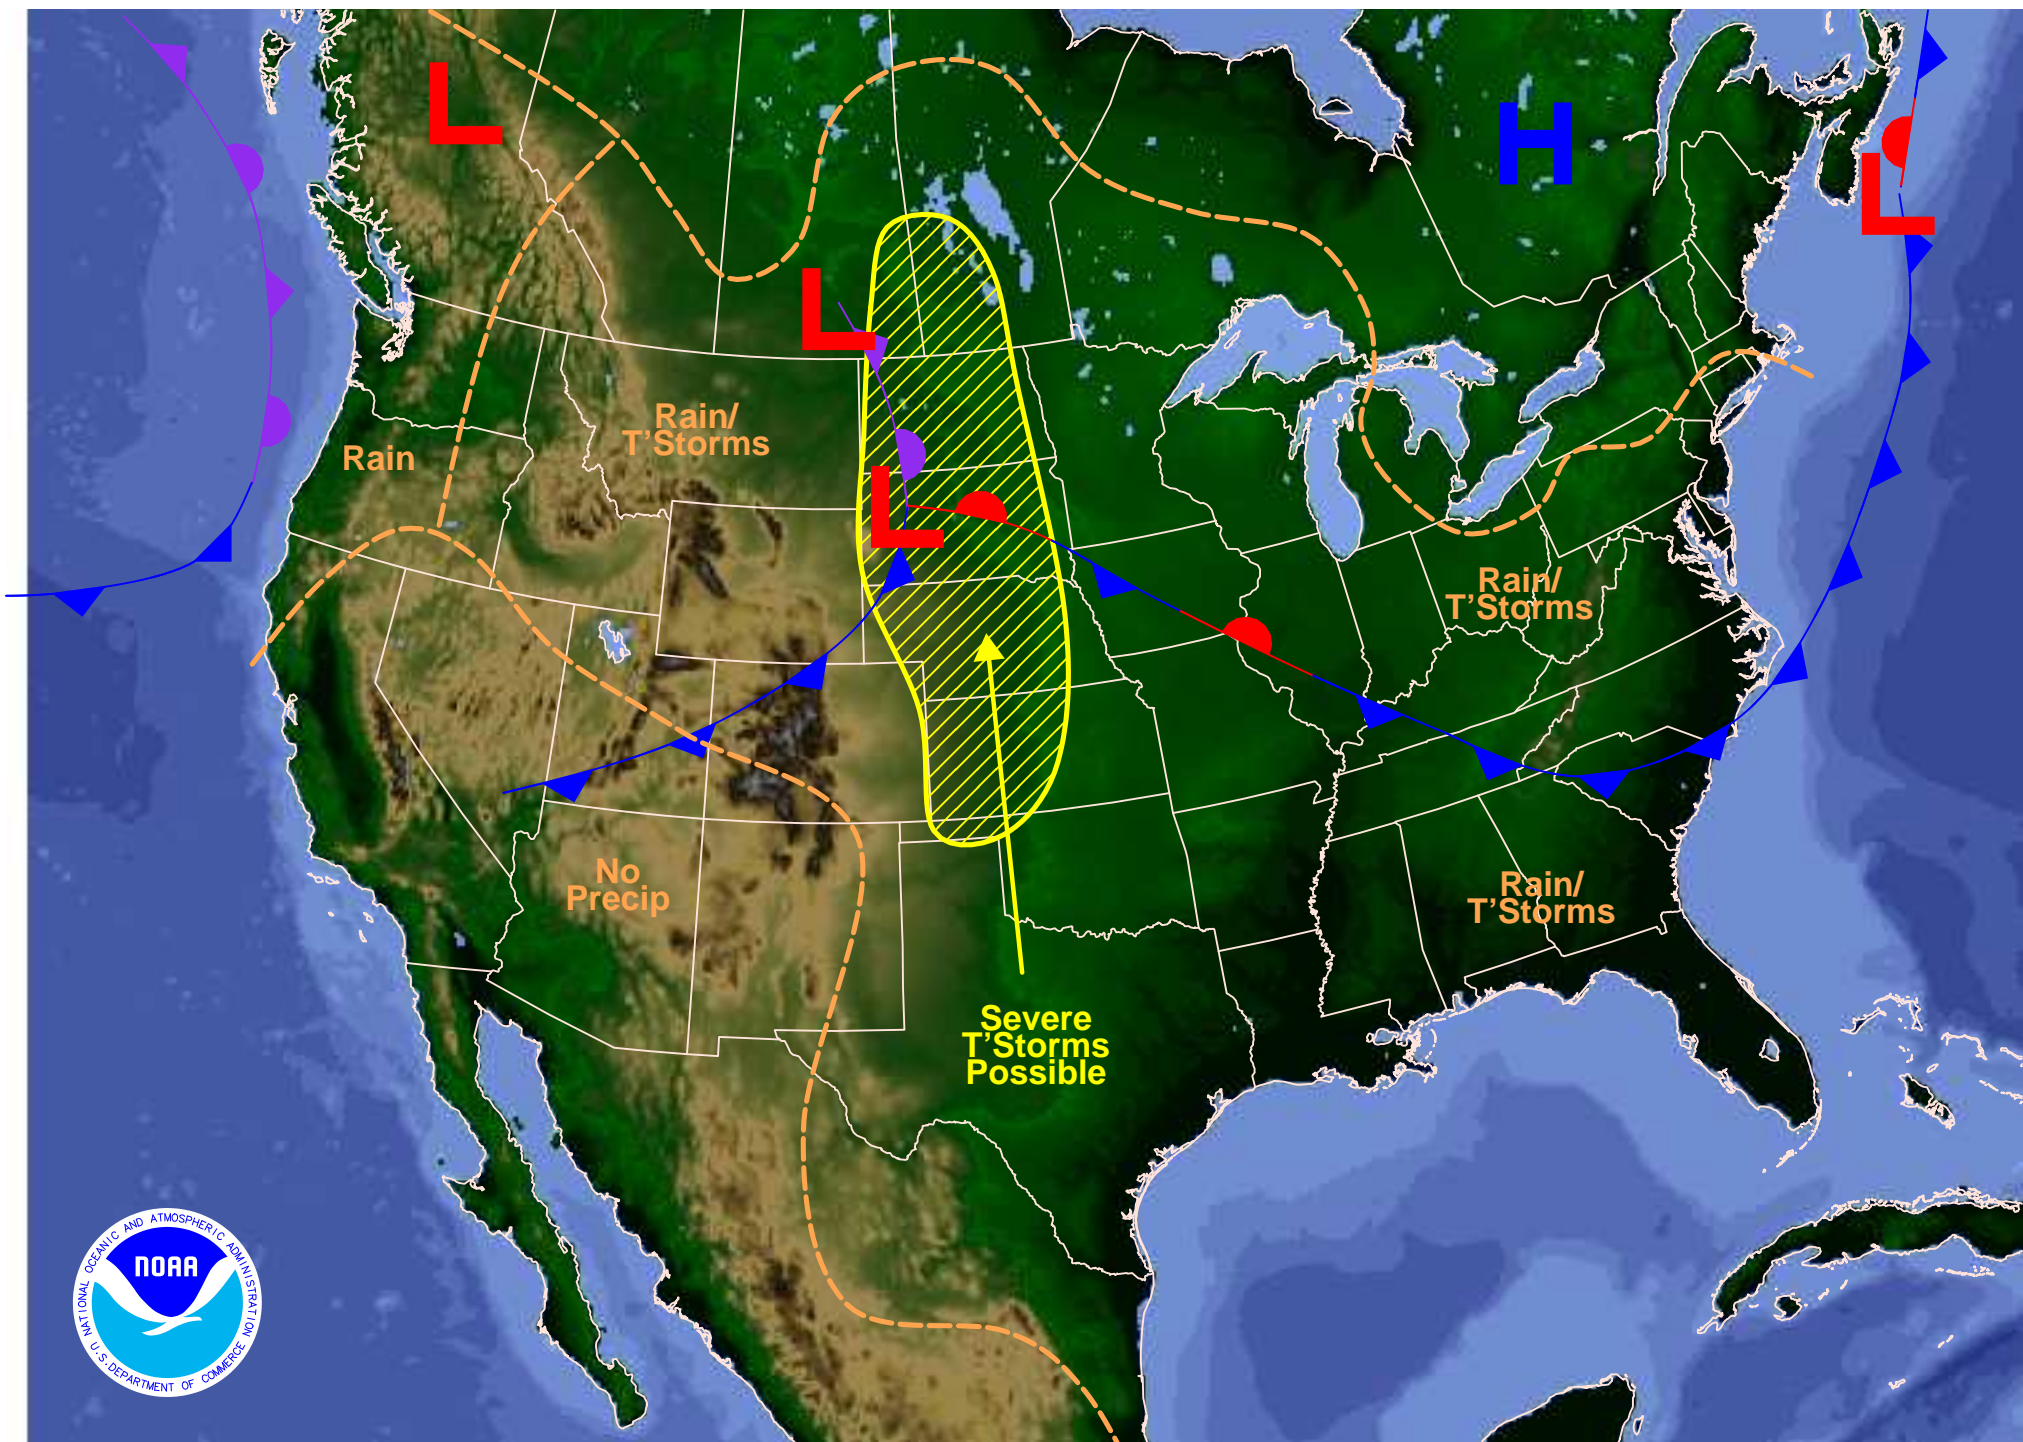 L
H
L
L
Rain/
T'Storms
Rain
L
Rain/
T'Storms
No
Precip
Rain/
T'Storms
Severe
T'Storms
Possible
NATIONAL OCEANIC AND ATMOSPHERIC ADMINISTRATION
NOAA
U.S. DEPARTMENT OF COMMERCE